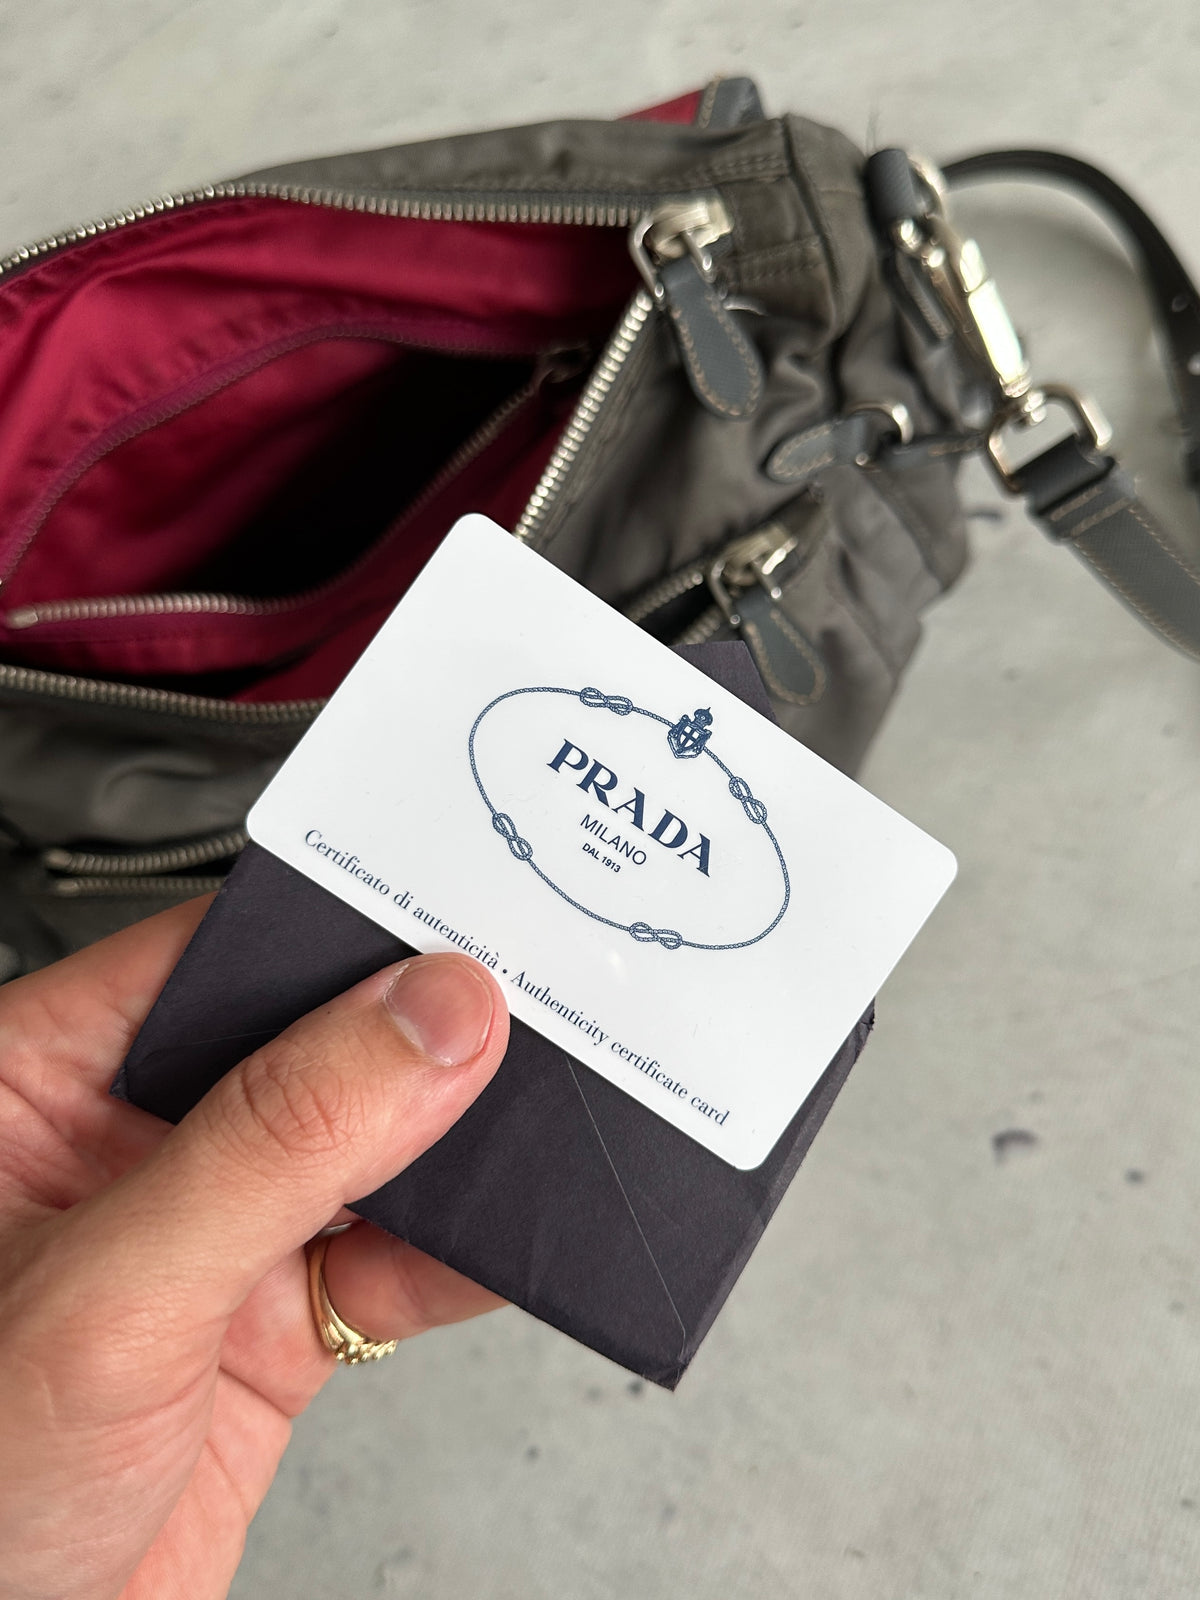 PRADA
MILANO
DAL 1913
Certificato di autenticità • Authenticity certificate card